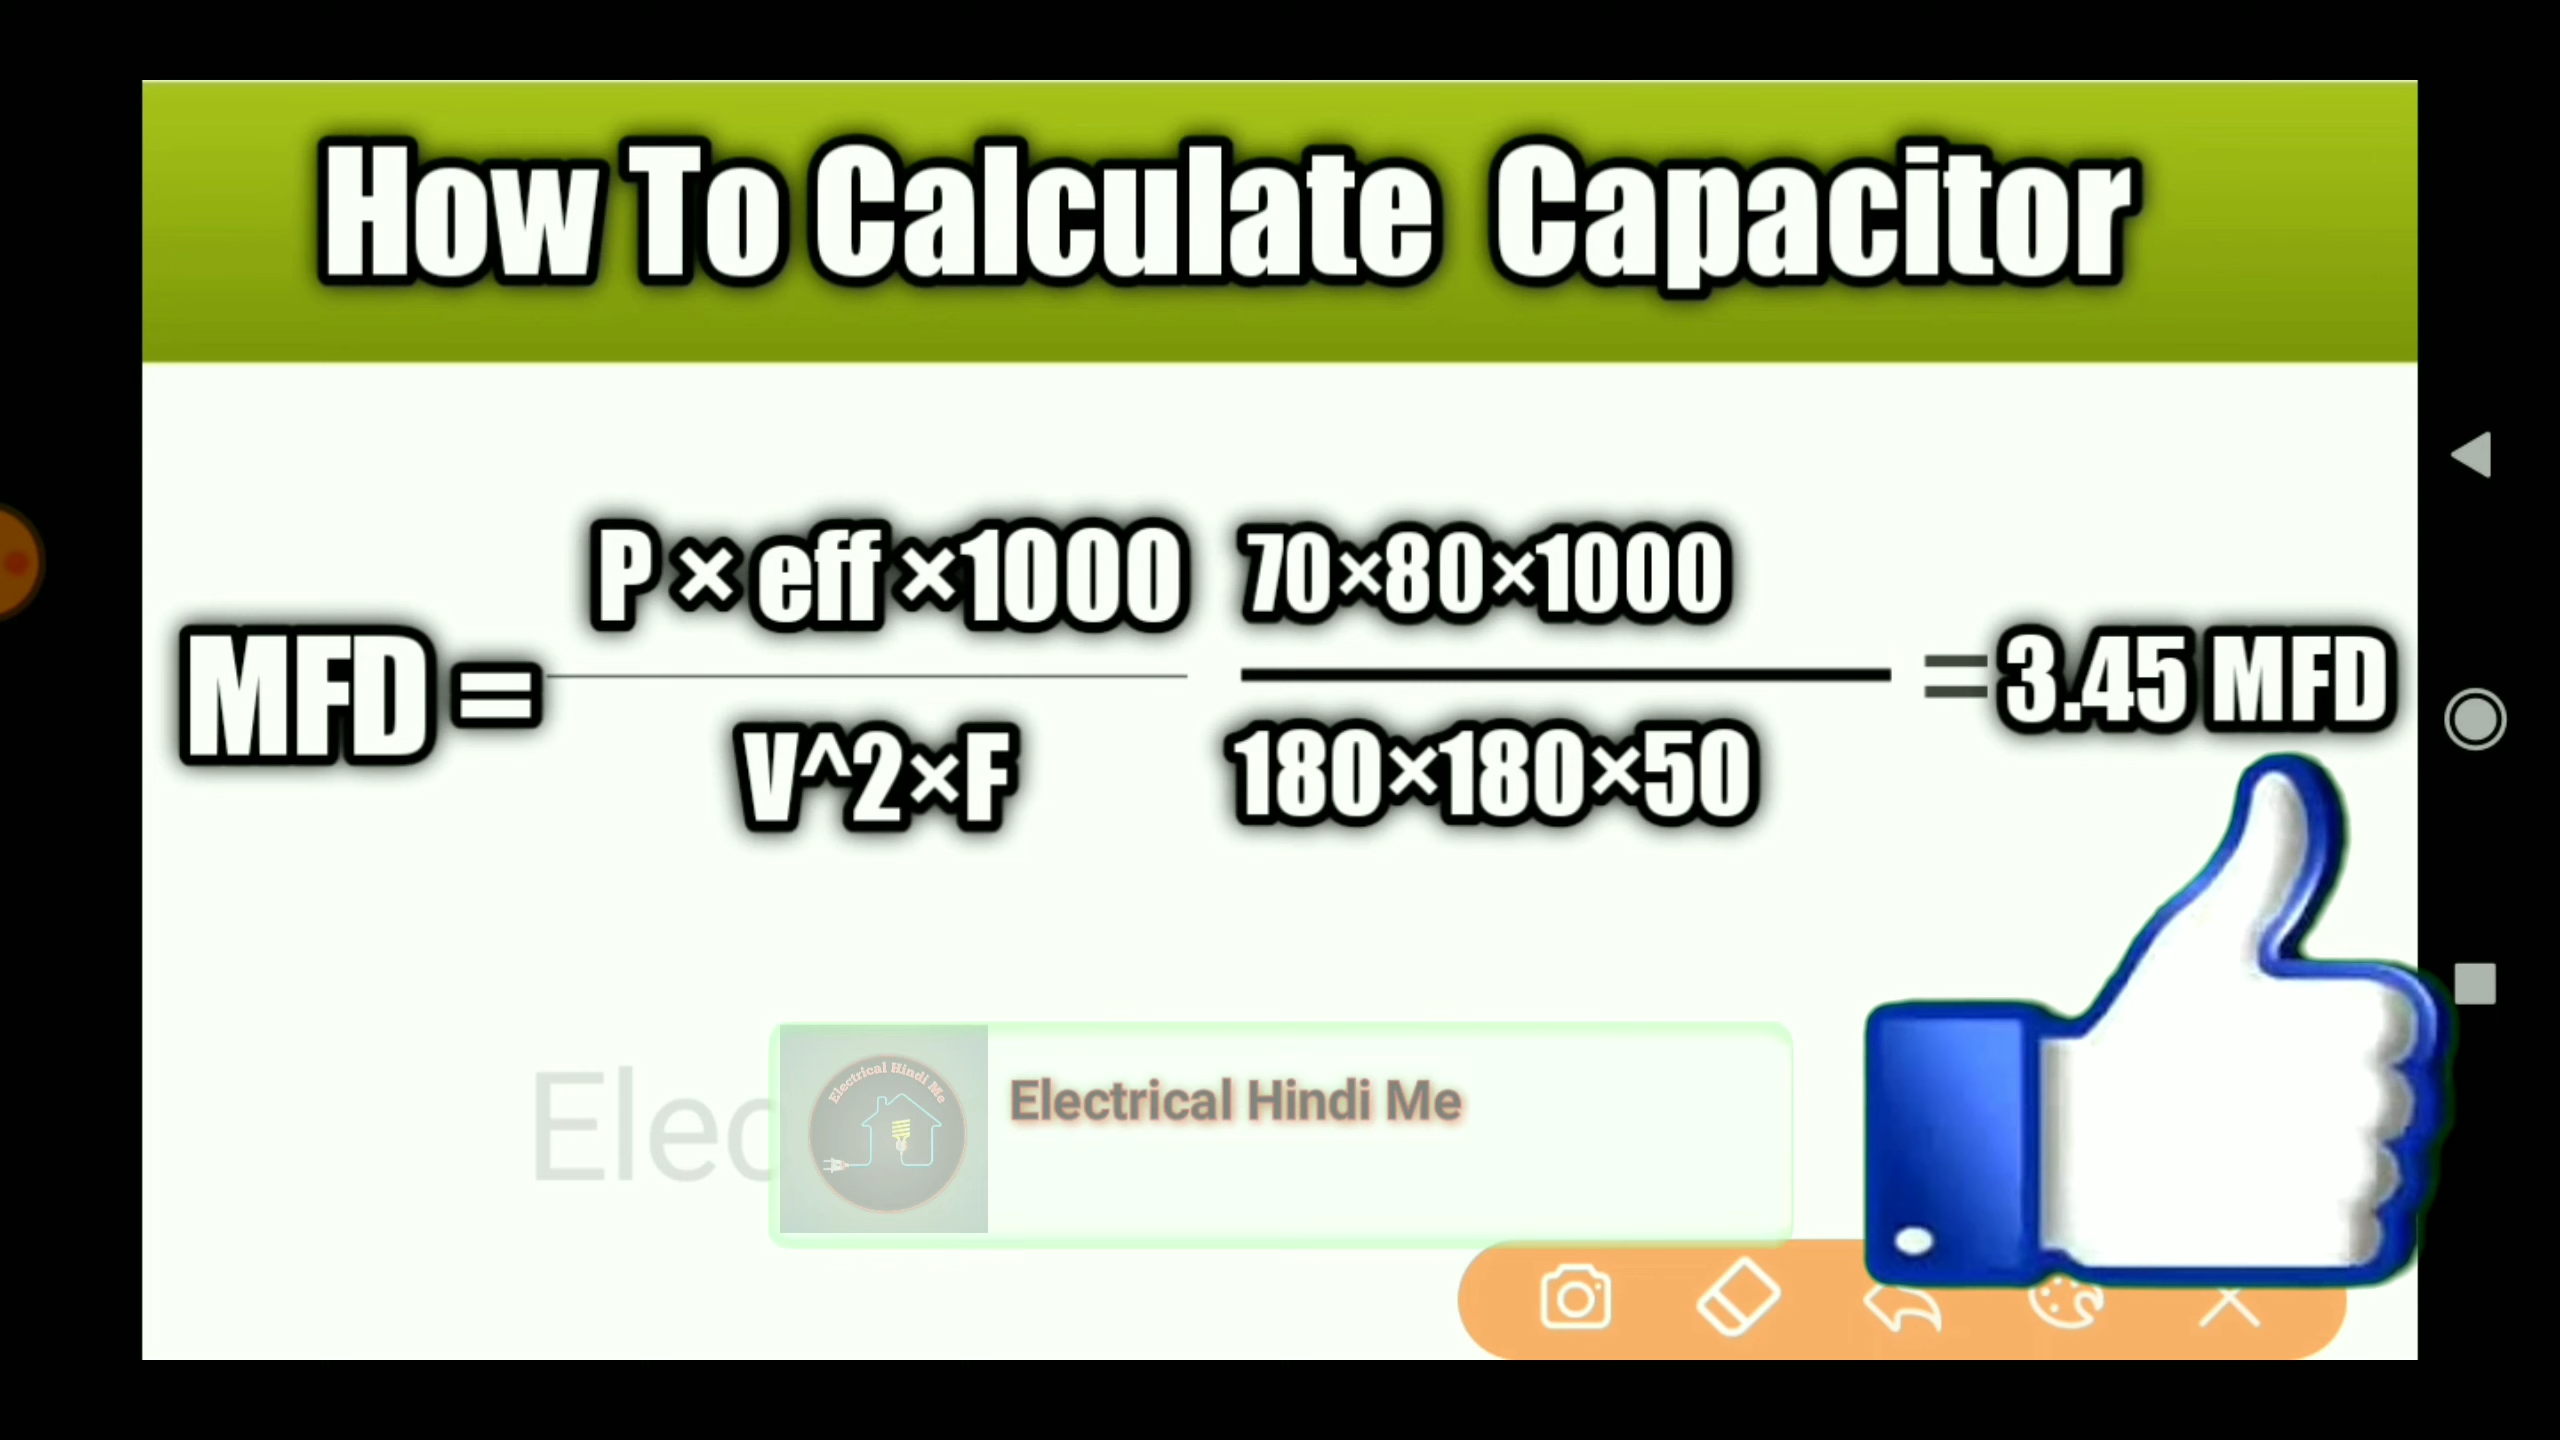 How To Calculate Capacitor
P × eff ×1000 70×80×1000
MFD = = 3.45 MFD
V^2×F 180×180×50
Elec
Electrical Hindi Me
Electrical Hindi Me